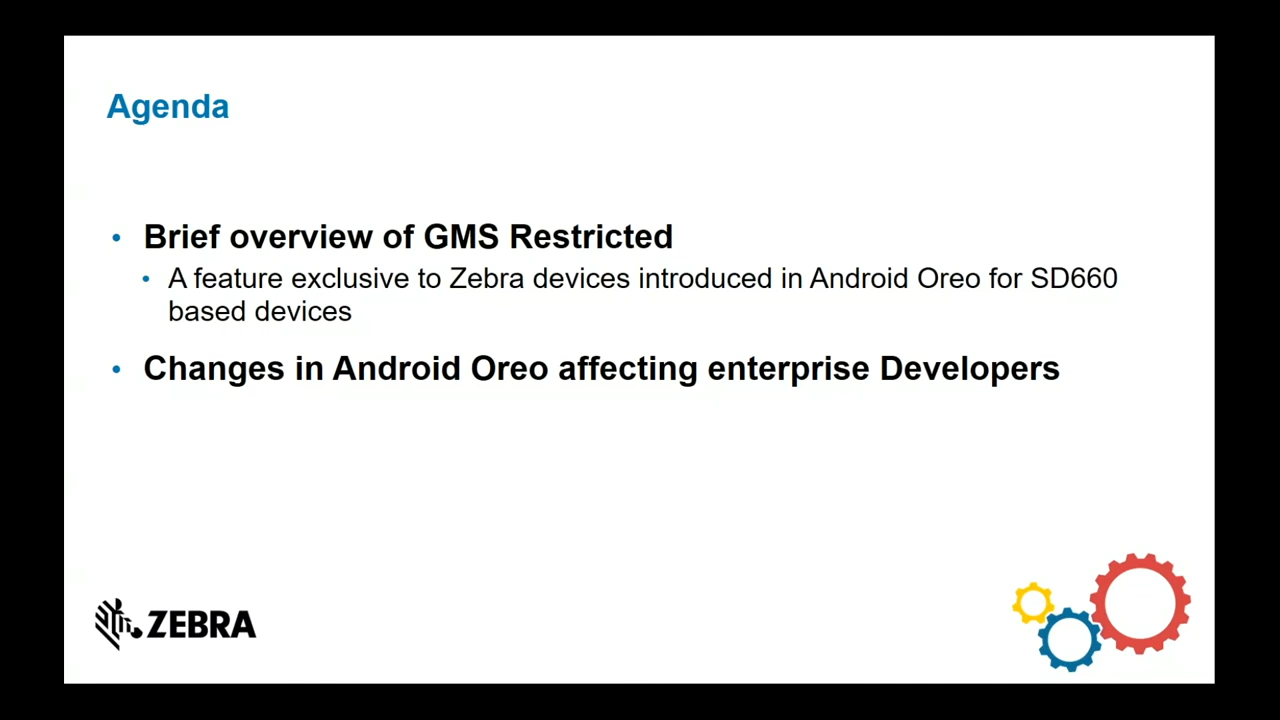 Agenda
• Brief overview of GMS Restricted
• A feature exclusive to Zebra devices introduced in Android Oreo for SD660
based devices
• Changes in Android Oreo affecting enterprise Developers
ZEBRA